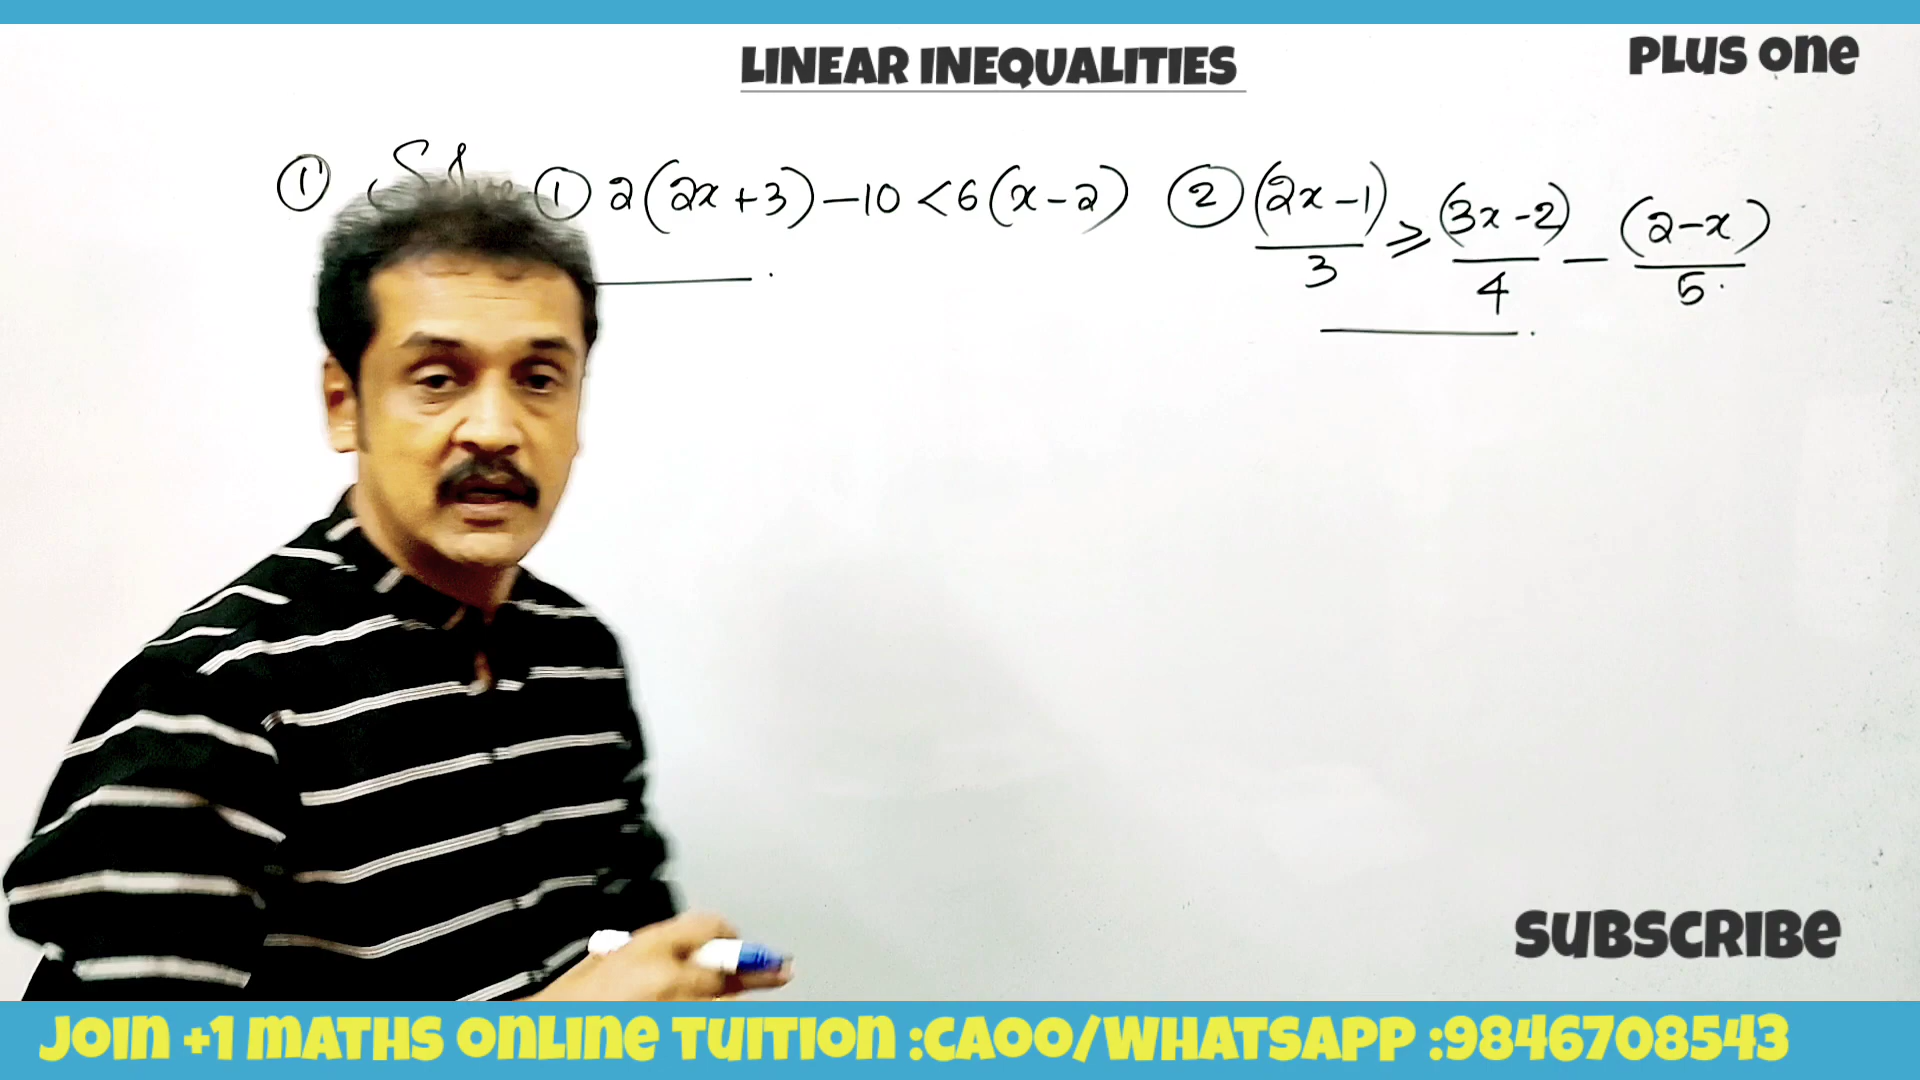 LINEAR INEQUALITIES
PLUS ONE
① ① 2(2x+3)-10<6(x-2) ② (2x-1)/3 ⩾ (3x-2)/4 - (2-x)/5
SUBSCRIBE
JOIN +1 MATHS ONLINE TUITION :CAOO/WHATSAPP :9846708543